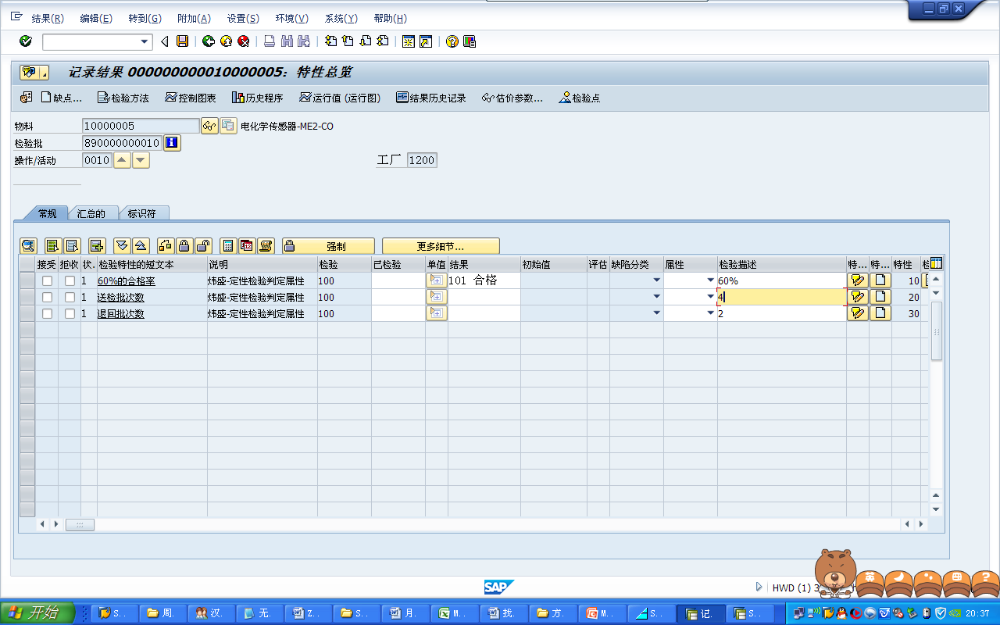 结果(R) 编辑(E) 转到(G) 附加(A) 设置(S) 环境(V) 系统(Y) 帮助(H)
记录结果 000000000010000005: 特性总览
缺点... 检验方法 控制图表 历史程序 运行值 (运行图) 结果历史记录 估价参数... 检验点
物料 10000005 电化学传感器-ME2-CO
检验批 890000000010
操作/活动 0010 工厂 1200
常规 汇总的 标识符
强制 更多细节...
接受 拒收 状. 检验特性的短文本 说明 检验 已检验 单值 结果 初始值 评估 缺陷分类 属性 检验描述 特... 特... 特性 检
1 60%的合格率 炜盛-定性检验判定属性 100 101 合格 60% 10
1 送检批次数 炜盛-定性检验判定属性 100 4 20
1 退回批次数 炜盛-定性检验判定属性 100 2 30
SAP
HWD (1) 3
英
开始 S.. 周. 汉. 无. Z.. S.. 月. M.. 找. 方. M.. S.. 记. S.. 20:37